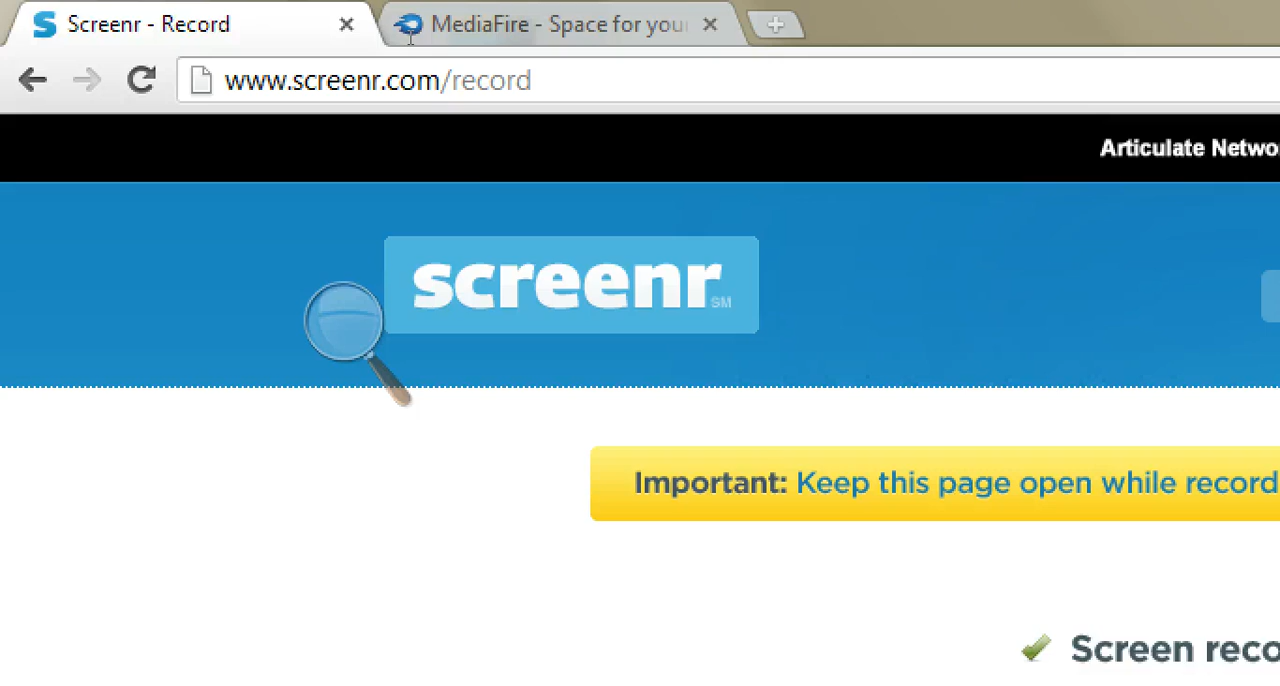 Screenr - Record
MediaFire - Space for your
www.screenr.com/record
Articulate Netwo
screenr SM
Important: Keep this page open while record
Screen reco